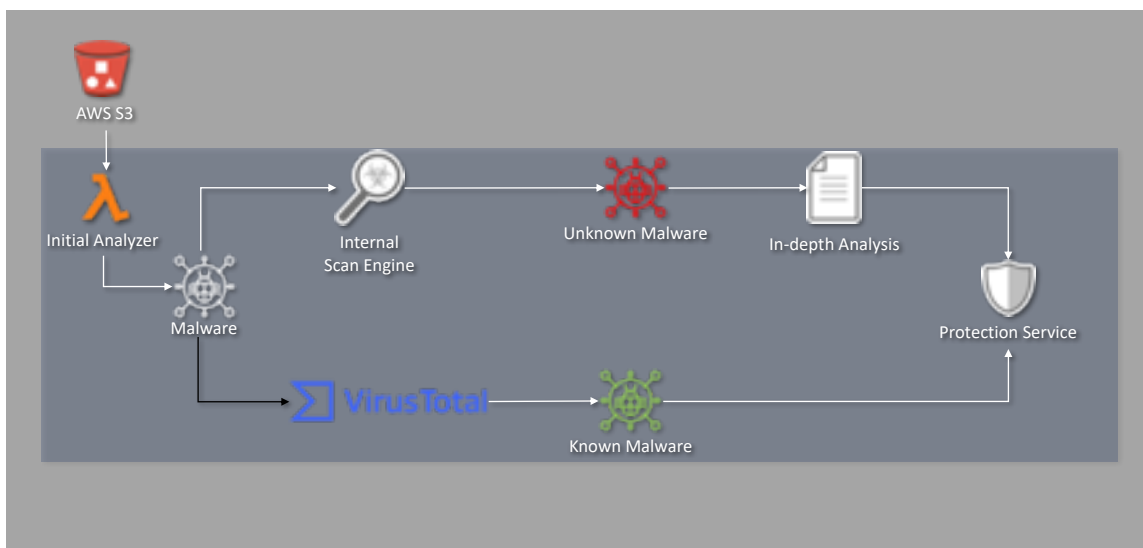 AWS S3
Initial Analyzer
Malware
Internal
Scan Engine
Unknown Malware
In-depth Analysis
Protection Service
VirusTotal
Known Malware